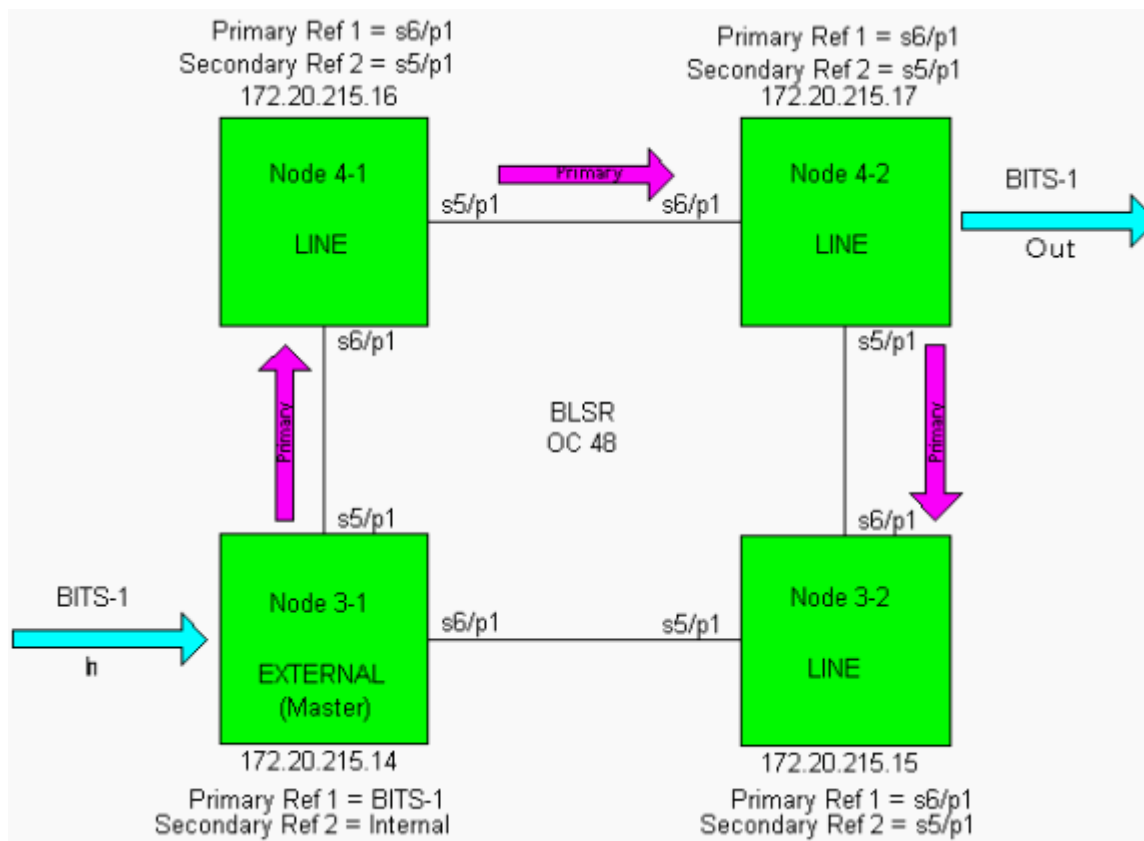 Primary Ref 1 = s6/p1
Secondary Ref 2 = s5/p1
172.20.215.16
Primary Ref 1 = s6/p1
Secondary Ref 2 = s5/p1
172.20.215.17
Node 4-1
LINE
Primary
s5/p1
s6/p1
Node 4-2
LINE
BITS-1
Out
s6/p1
s5/p1
Primary
BLSR
OC 48
Primary
s5/p1
s6/p1
BITS-1
In
Node 3-1
EXTERNAL
(Master)
s6/p1
s5/p1
Node 3-2
LINE
172.20.215.14
Primary Ref 1 = BITS-1
Secondary Ref 2 = Internal
172.20.215.15
Primary Ref 1 = s6/p1
Secondary Ref 2 = s5/p1